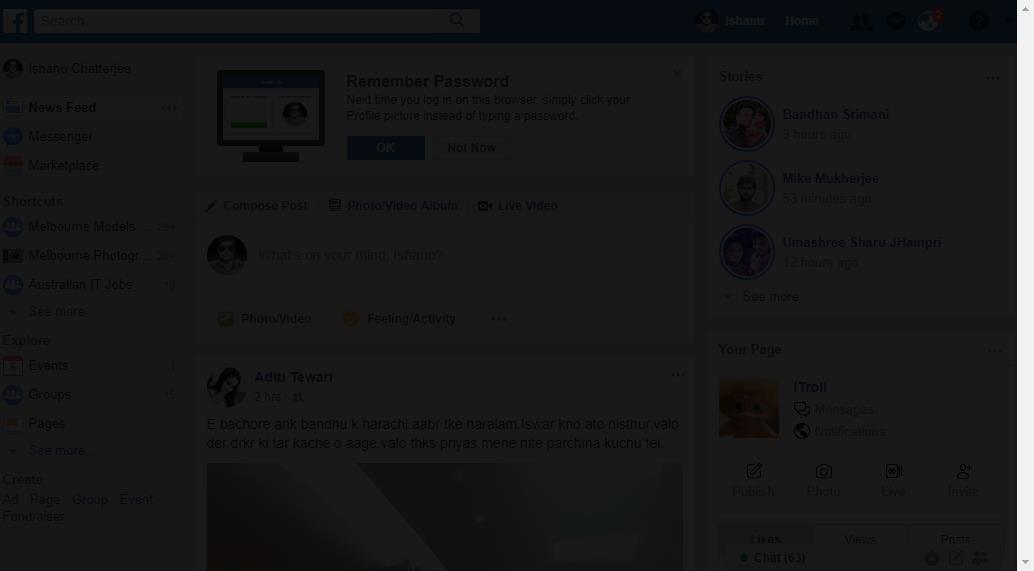 Search
Ishanu
Home
2
Ishanu Chatterjee
News Feed
Messenger
Marketplace
Shortcuts
Melbourne Models ... 20+
Melbourne Photogr ... 20+
Australian IT Jobs 19
See more...
Explore
Events 1
Groups 15
Pages
See more...
Create
Ad Page Group Event
Fundraiser
Remember Password
Next time you log in on this browser, simply click your
Profile picture instead of typing a password.
OK
Not Now
Compose Post
Photo/Video Album
Live Video
What's on your mind, Ishanu?
Photo/Video
Feeling/Activity
Aditi Tewari
2 hrs
E bachore ank bandhu k harachi.aabr tke haralam.Iswar kno ato nisthur.valo
der drkr ki tar kache o aage.valo thks priyas.mene nite parchina kuchu tei.
Stories
Bandhan Srimani
3 hours ago
Mike Mukherjee
53 minutes ago
Umashree Sharu JHampri
12 hours ago
See more
Your Page
iTroll
Messages
Notifications
Publish Photo Live Invite
Likes Views Posts
Chat (63)